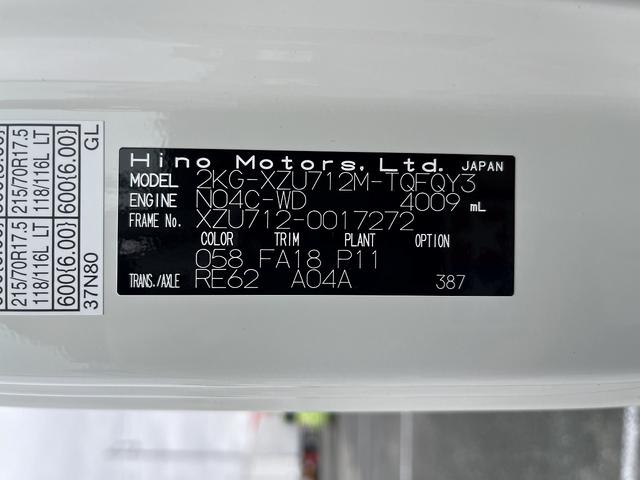 Hino Motors, Ltd. JAPAN
MODEL 2KG-XZU712M-TQFQY3
ENGINE N04C-WD 4009 mL
FRAME No. XZU712-0017272
COLOR TRIM PLANT OPTION
058 FA18 P11
TRANS./AXLE RE62 A04A 387
215/70R17.5 215/70R17.5
118/116L LT 118/116L LT
600{6.00} 600{6.00}
37N80 GL